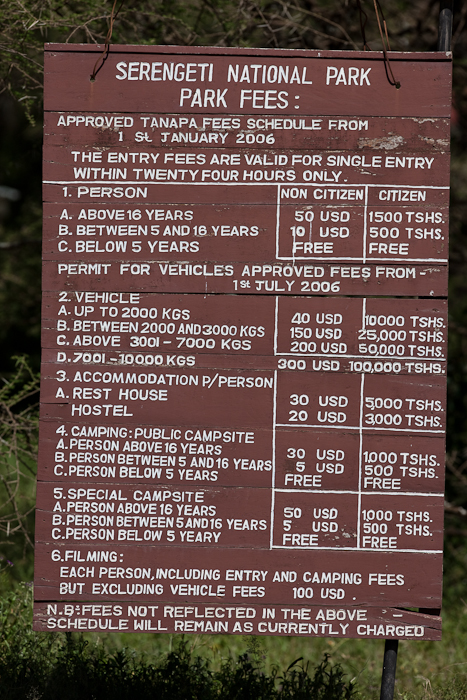 SERENGETI NATIONAL PARK
PARK FEES:
APPROVED TANAPA FEES SCHEDULE FROM
1 St JANUARY 2006
THE ENTRY FEES ARE VALID FOR SINGLE ENTRY
WITHIN TWENTY FOUR HOURS ONLY.
1. PERSON NON CITIZEN CITIZEN
A. ABOVE 16 YEARS 50 USD 1500 TSHS.
B. BETWEEN 5 AND 16 YEARS 10 USD 500 TSHS.
C. BELOW 5 YEARS FREE FREE
PERMIT FOR VEHICLES APPROVED FEES FROM-
1st JULY 2006
2. VEHICLE
A. UP TO 2000 KGS 40 USD 10000 TSHS.
B. BETWEEN 2000 AND 3000 KGS 150 USD 25,000 TSHS.
C. ABOVE 3001 - 7000 KGS 200 USD 50,000 TSHS.
D. 7001-10000 KGS 300 USD 100,000 TSHS.
3. ACCOMMODATION P/PERSON
A. REST HOUSE 30 USD 5,000 TSHS.
HOSTEL 20 USD 3,000 TSHS.
4. CAMPING: PUBLIC CAMPSITE
A. PERSON ABOVE 16 YEARS 30 USD 1,000 TSHS.
B. PERSON BETWEEN 5 AND 16 YEARS 5 USD 500 TSHS.
C. PERSON BELOW 5 YEARS FREE FREE
5. SPECIAL CAMPSITE
A. PERSON ABOVE 16 YEARS 50 USD 1,000 TSHS.
B. PERSON BETWEEN 5 AND 16 YEARS 5 USD 500 TSHS.
C. PERSON BELOW 5 YEARY FREE FREE
6. FILMING:
EACH PERSON, INCLUDING ENTRY AND CAMPING FEES
BUT EXCLUDING VEHICLE FEES 100 USD.
N.B: FEES NOT REFLECTED IN THE ABOVE -
SCHEDULE WILL REMAIN AS CURRENTLY CHARGED